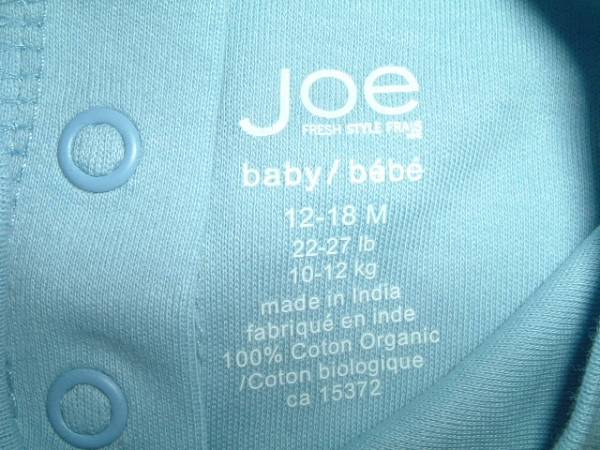 Joe
FRESH STYLE FRAIS
baby/bébé
12-18 M
22-27 lb
10-12 kg
made in India
fabriqué en inde
100% Coton Organic
/Coton biologique
ca 15372